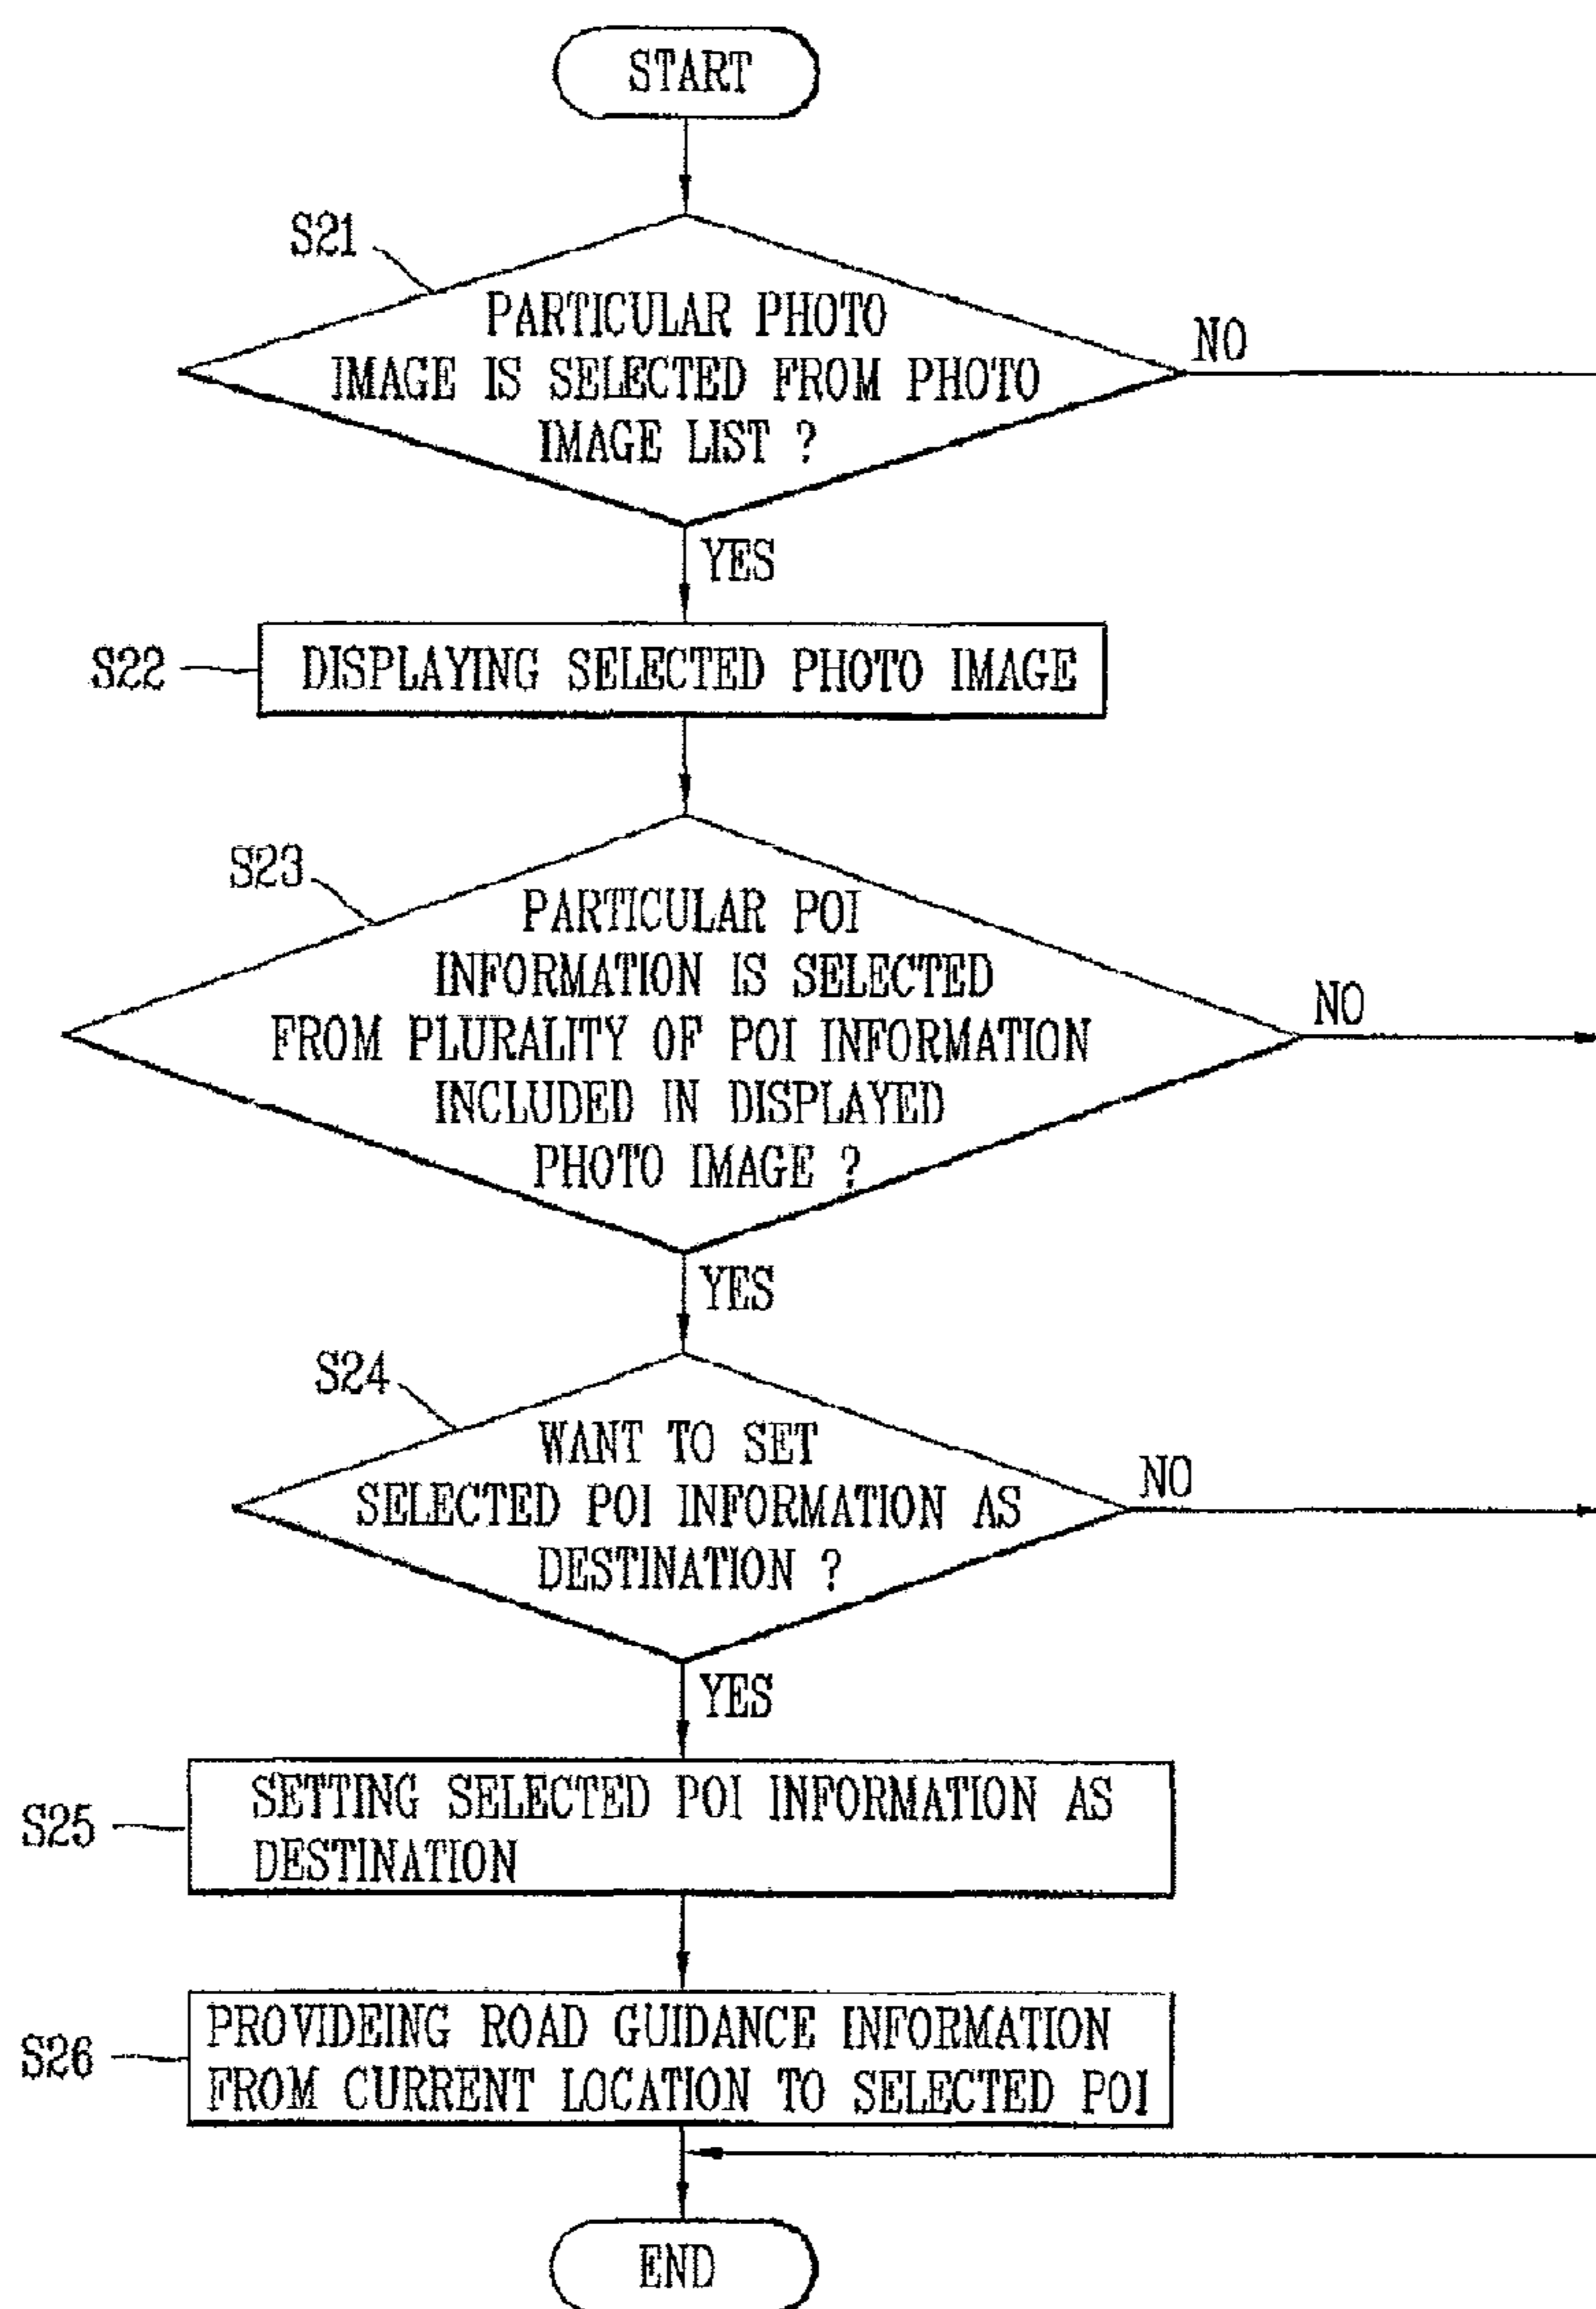 START
S21
PARTICULAR PHOTO
IMAGE IS SELECTED FROM PHOTO
IMAGE LIST ?
NO
YES
S22
DISPLAYING SELECTED PHOTO IMAGE
S23
PARTICULAR POI
INFORMATION IS SELECTED
FROM PLURALITY OF POI INFORMATION
INCLUDED IN DISPLAYED
PHOTO IMAGE ?
NO
YES
S24
WANT TO SET
SELECTED POI INFORMATION AS
DESTINATION ?
NO
YES
S25
SETTING SELECTED POI INFORMATION AS
DESTINATION
S26
PROVIDEING ROAD GUIDANCE INFORMATION
FROM CURRENT LOCATION TO SELECTED POI
END